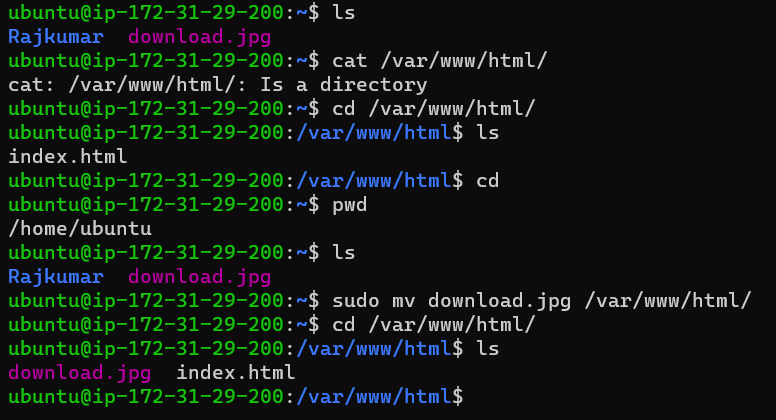 ubuntu@ip-172-31-29-200:~$ ls
Rajkumar  download.jpg
ubuntu@ip-172-31-29-200:~$ cat /var/www/html/
cat: /var/www/html/: Is a directory
ubuntu@ip-172-31-29-200:~$ cd /var/www/html/
ubuntu@ip-172-31-29-200:/var/www/html$ ls
index.html
ubuntu@ip-172-31-29-200:/var/www/html$ cd
ubuntu@ip-172-31-29-200:~$ pwd
/home/ubuntu
ubuntu@ip-172-31-29-200:~$ ls
Rajkumar  download.jpg
ubuntu@ip-172-31-29-200:~$ sudo mv download.jpg /var/www/html/
ubuntu@ip-172-31-29-200:~$ cd /var/www/html/
ubuntu@ip-172-31-29-200:/var/www/html$ ls
download.jpg  index.html
ubuntu@ip-172-31-29-200:/var/www/html$